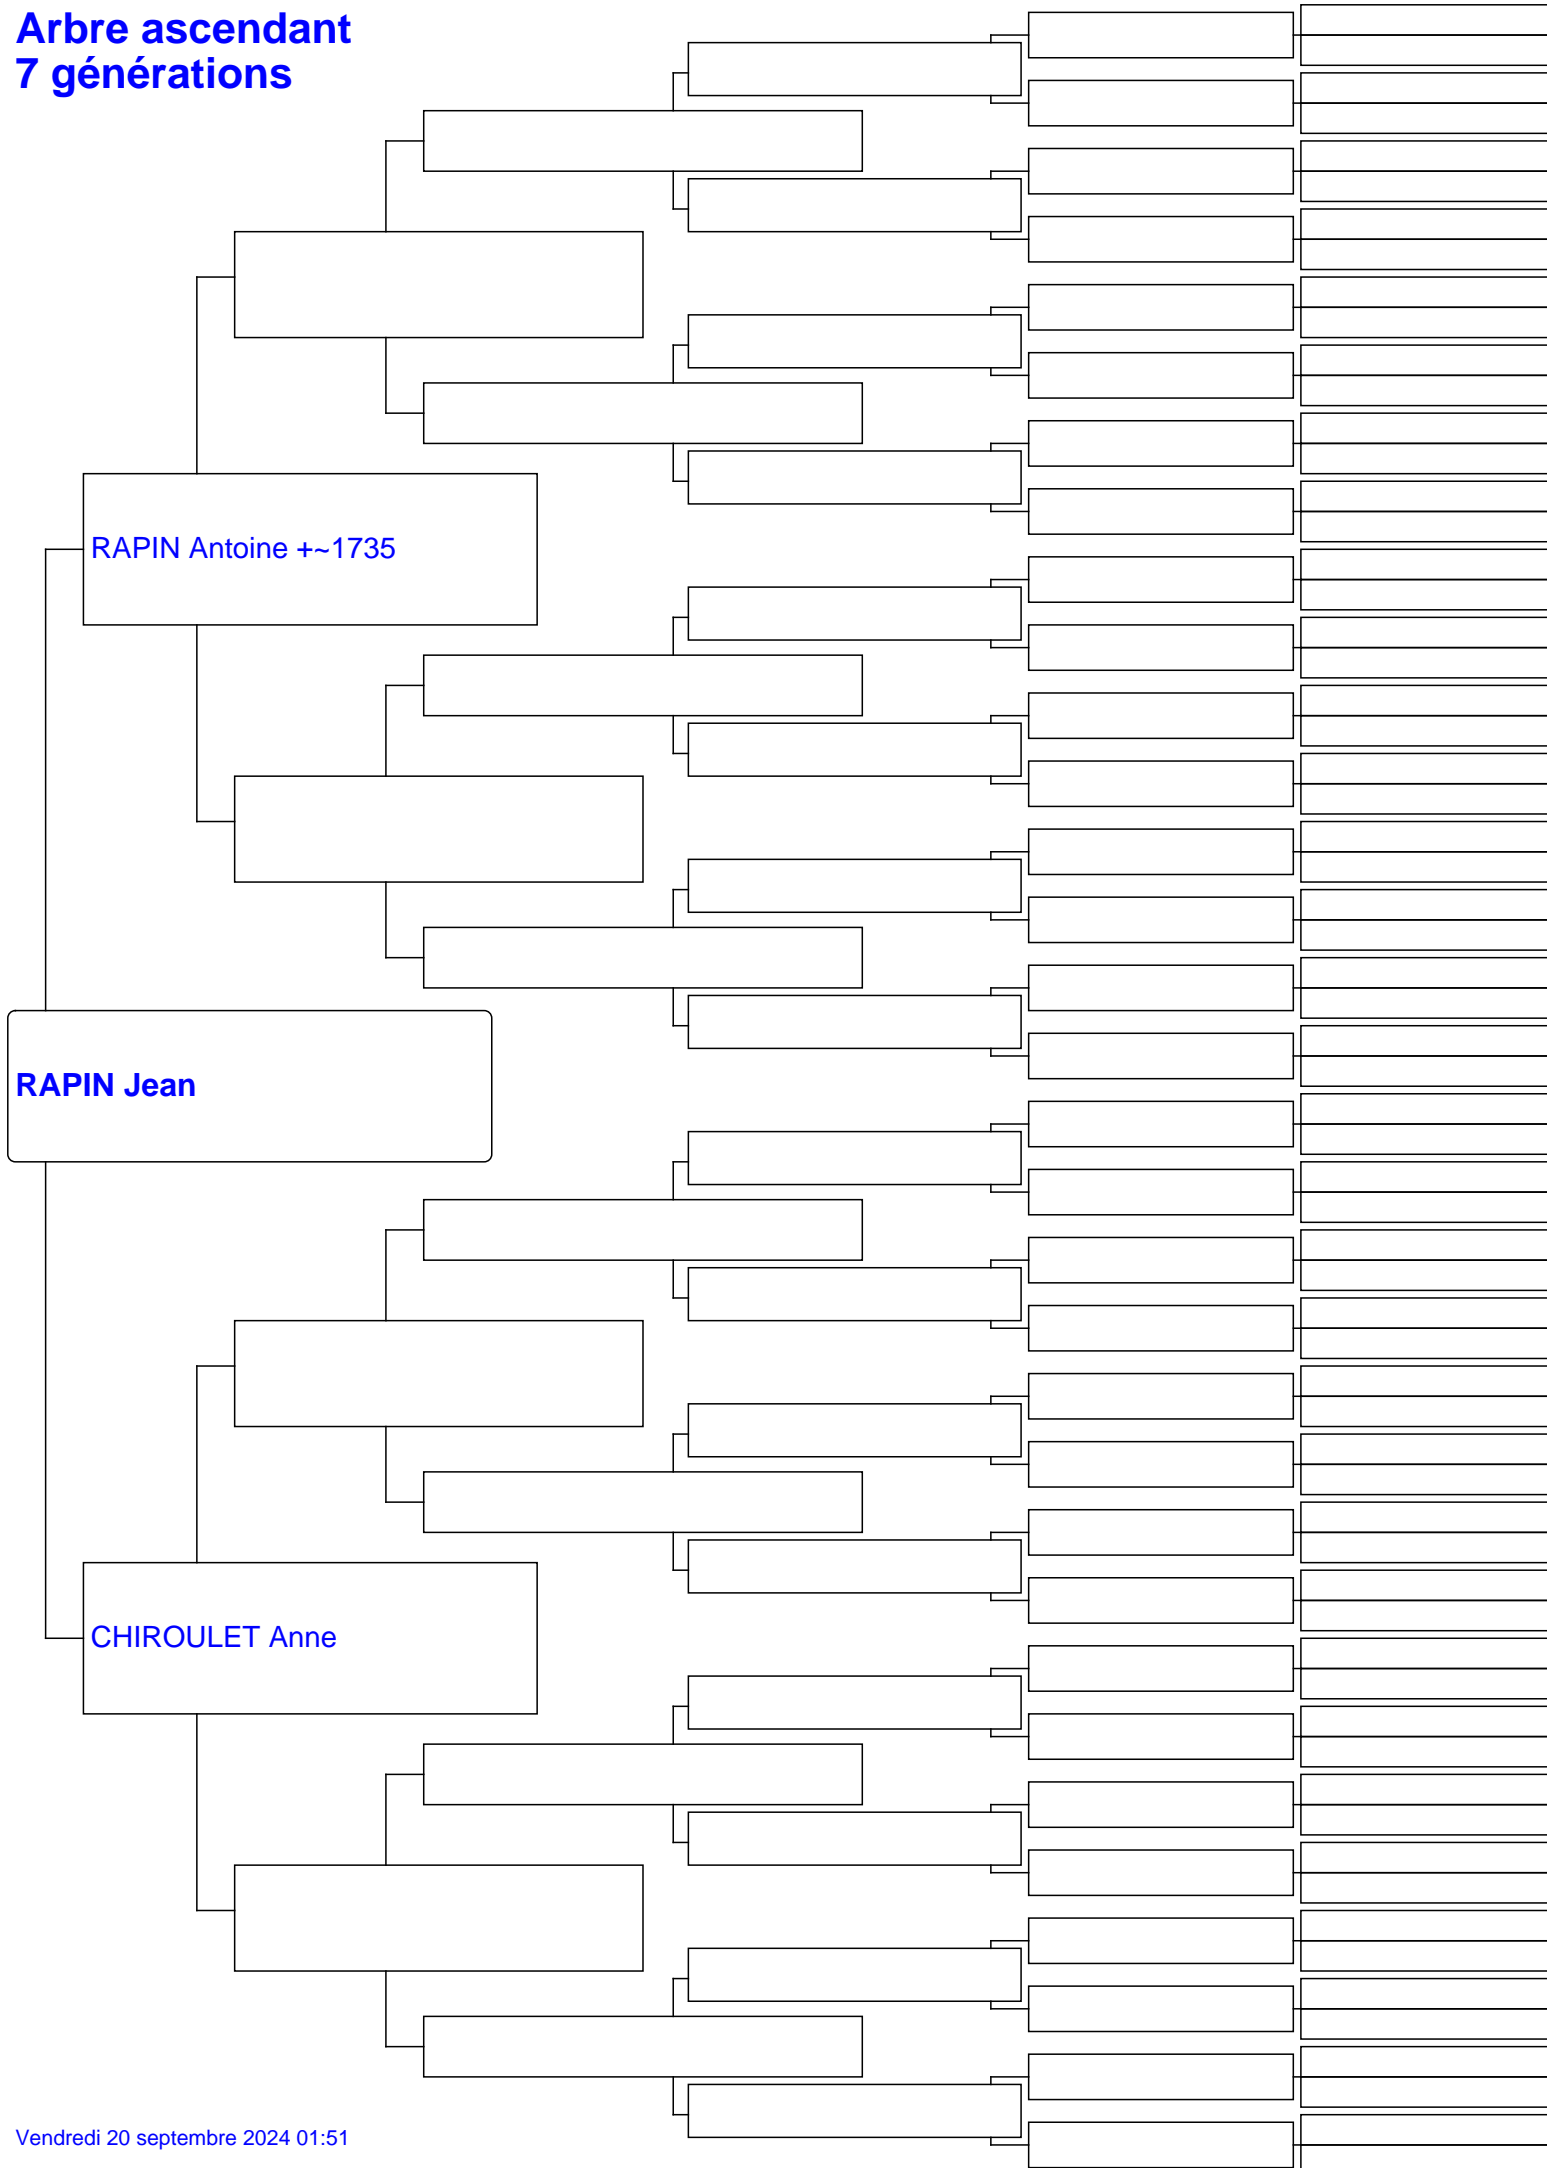 Arbre ascendant
7 générations
RAPIN Antoine +~1735
RAPIN Jean
CHIROULET Anne
Vendredi 20 septembre 2024 01:51